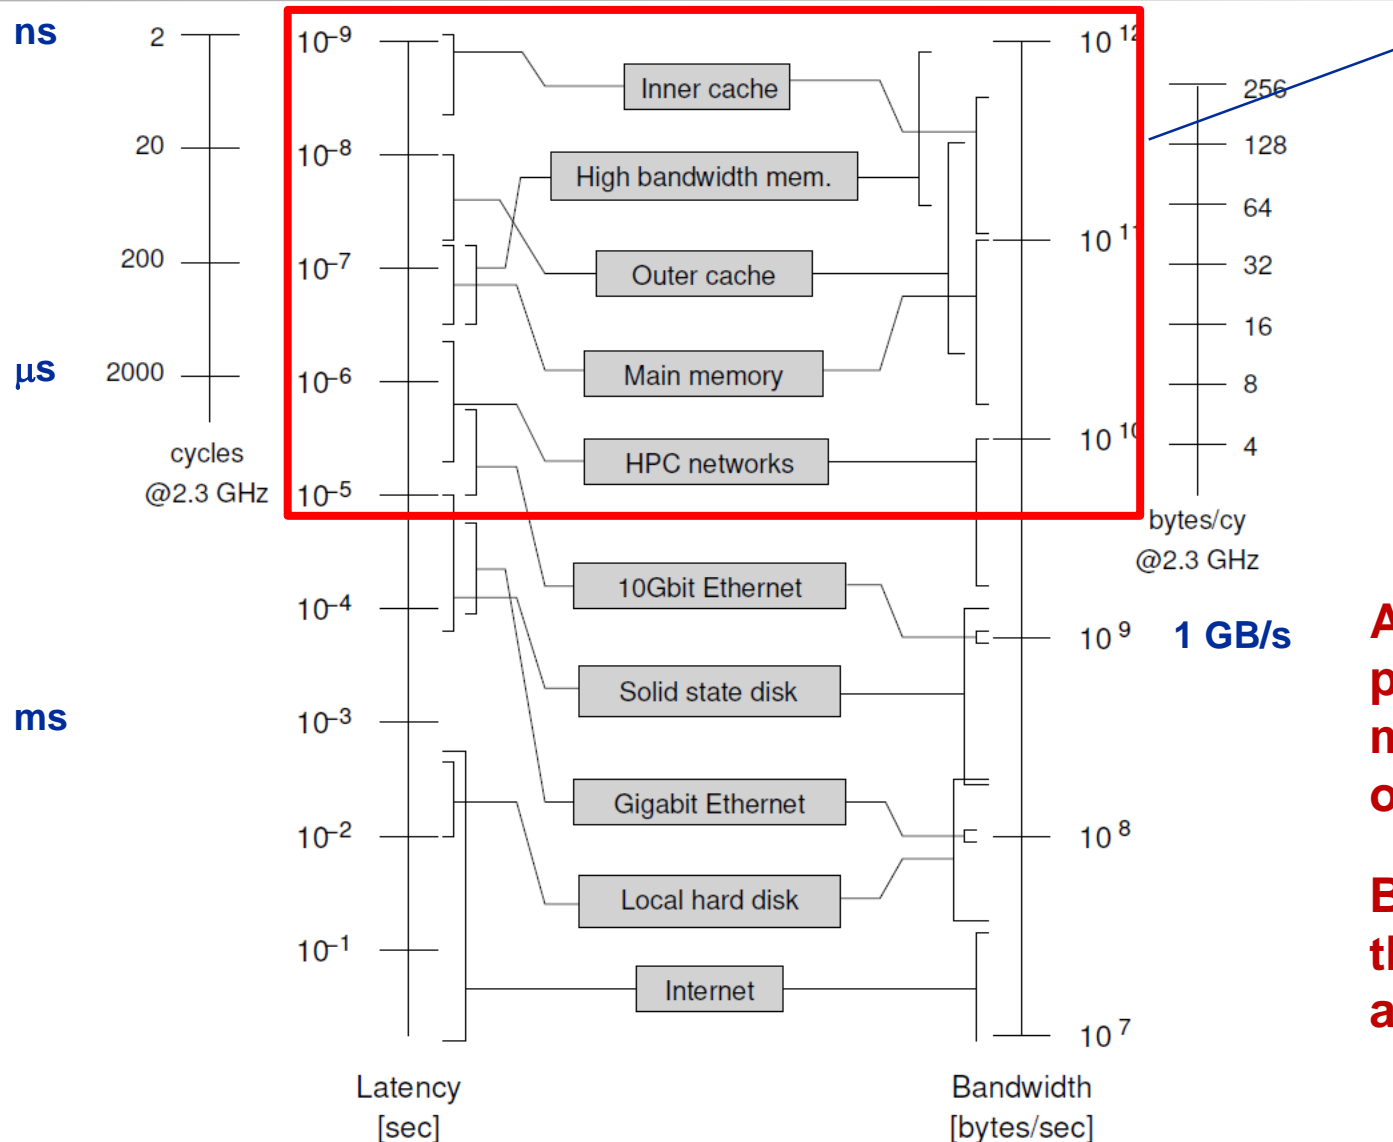 ns
2
20
200
μs
2000
cycles
@2.3 GHz
10⁻⁹
10⁻⁸
10⁻⁷
10⁻⁶
10⁻⁵
10⁻⁴
ms
10⁻³
10⁻²
10⁻¹
Latency
[sec]
Inner cache
High bandwidth mem.
Outer cache
Main memory
HPC networks
10Gbit Ethernet
Solid state disk
Gigabit Ethernet
Local hard disk
Internet
10¹²
10¹¹
10¹⁰
10⁹
1 GB/s
10⁸
10⁷
Bandwidth
[bytes/sec]
256
128
64
32
16
8
4
bytes/cy
@2.3 GHz